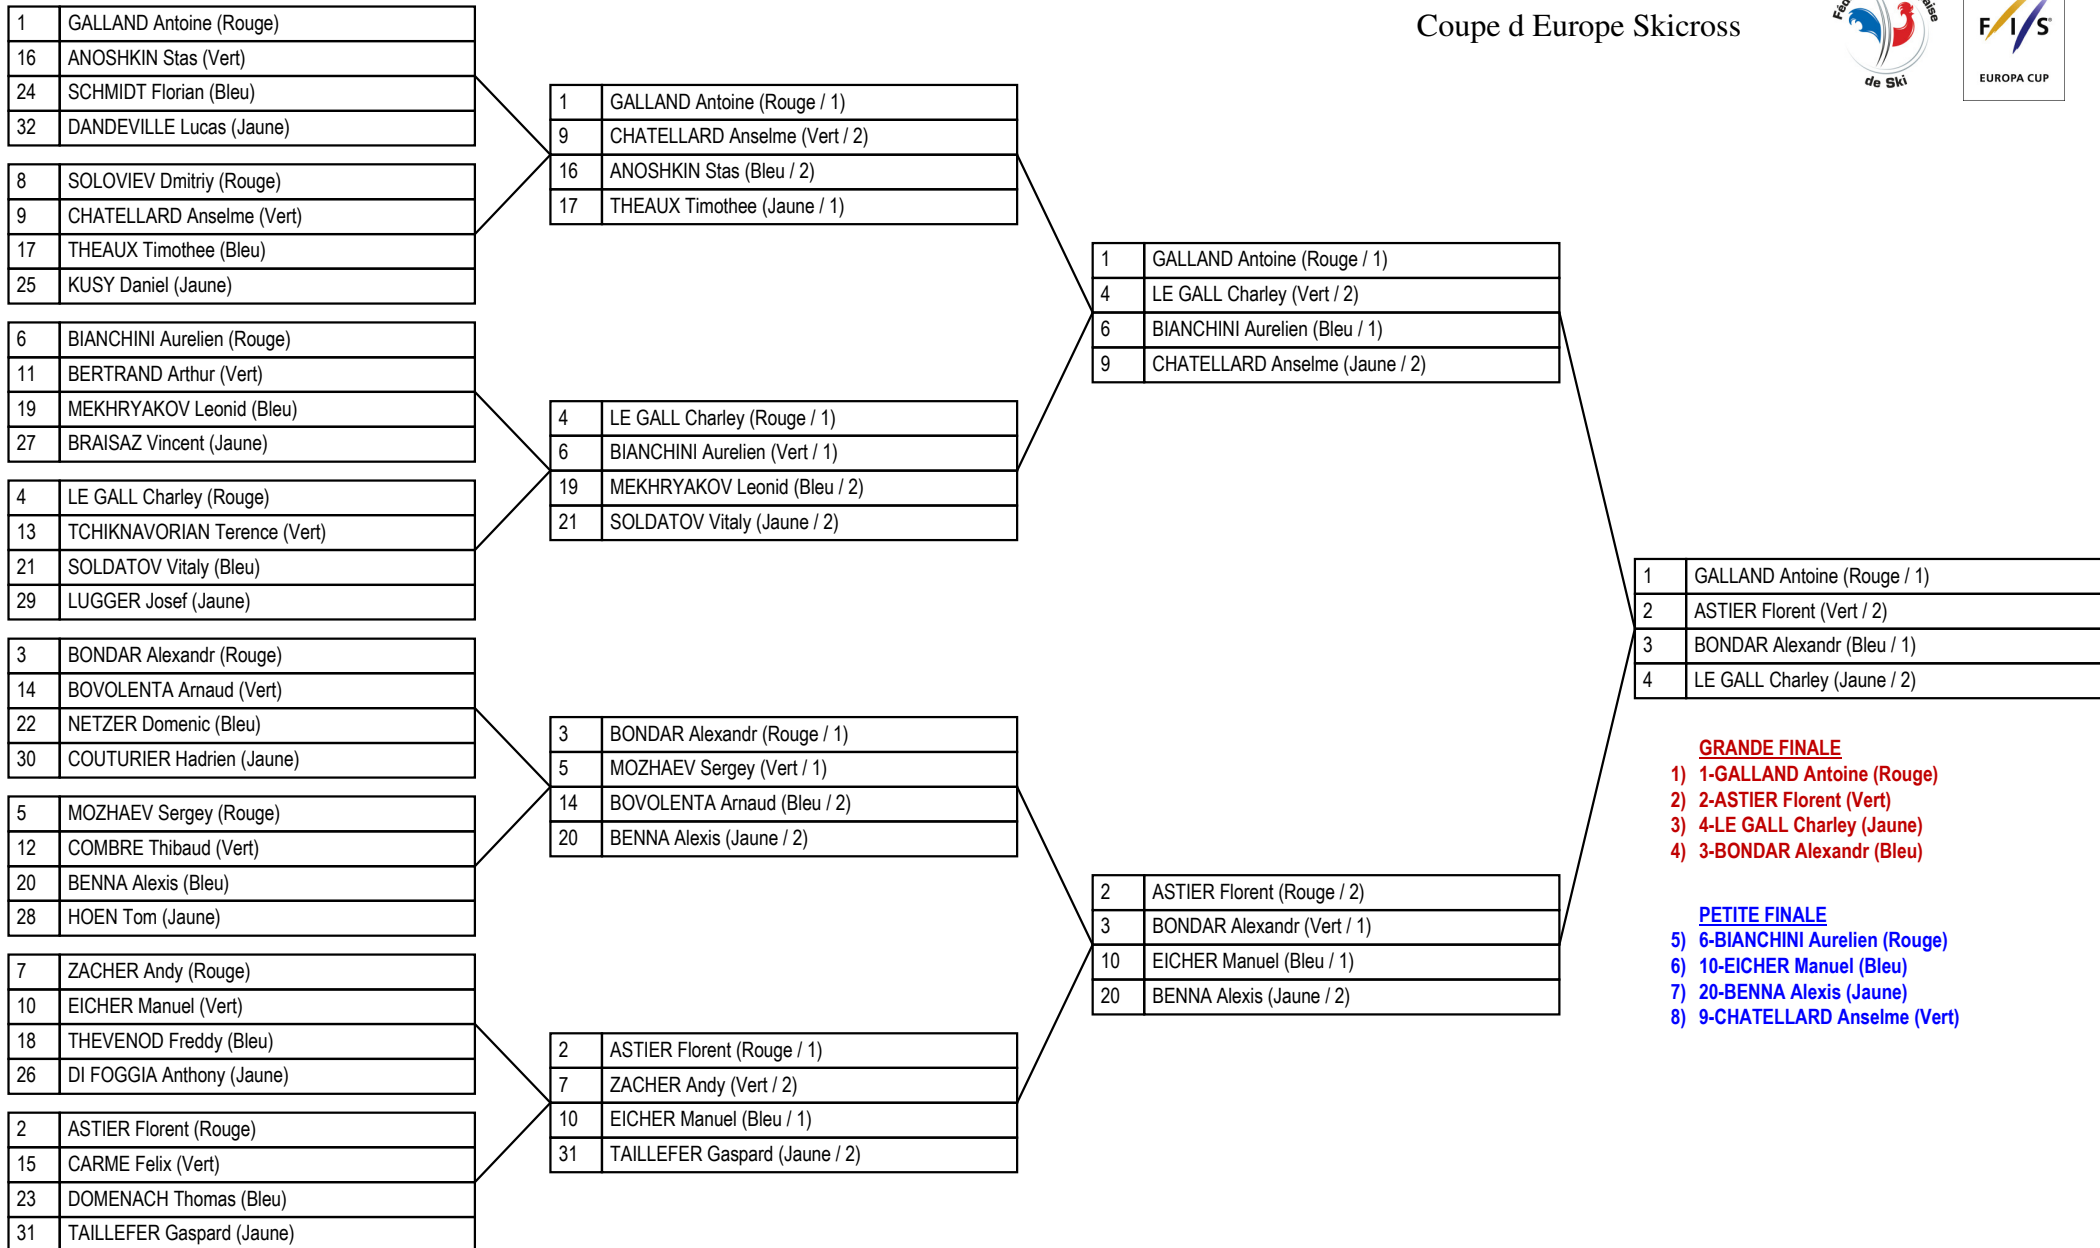 Coupe d Europe Skicross
de Ski
F/I/S
EUROPA CUP
1 GALLAND Antoine (Rouge)
16 ANOSHKIN Stas (Vert)
24 SCHMIDT Florian (Bleu)
32 DANDEVILLE Lucas (Jaune)
8 SOLOVIEV Dmitriy (Rouge)
9 CHATELLARD Anselme (Vert)
17 THEAUX Timothee (Bleu)
25 KUSY Daniel (Jaune)
6 BIANCHINI Aurelien (Rouge)
11 BERTRAND Arthur (Vert)
19 MEKHRYAKOV Leonid (Bleu)
27 BRAISAZ Vincent (Jaune)
4 LE GALL Charley (Rouge)
13 TCHIKNAVORIAN Terence (Vert)
21 SOLDATOV Vitaly (Bleu)
29 LUGGER Josef (Jaune)
3 BONDAR Alexandr (Rouge)
14 BOVOLENTA Arnaud (Vert)
22 NETZER Domenic (Bleu)
30 COUTURIER Hadrien (Jaune)
5 MOZHAEV Sergey (Rouge)
12 COMBRE Thibaud (Vert)
20 BENNA Alexis (Bleu)
28 HOEN Tom (Jaune)
7 ZACHER Andy (Rouge)
10 EICHER Manuel (Vert)
18 THEVENOD Freddy (Bleu)
26 DI FOGGIA Anthony (Jaune)
2 ASTIER Florent (Rouge)
15 CARME Felix (Vert)
23 DOMENACH Thomas (Bleu)
31 TAILLEFER Gaspard (Jaune)
1 GALLAND Antoine (Rouge / 1)
9 CHATELLARD Anselme (Vert / 2)
16 ANOSHKIN Stas (Bleu / 2)
17 THEAUX Timothee (Jaune / 1)
4 LE GALL Charley (Rouge / 1)
6 BIANCHINI Aurelien (Vert / 1)
19 MEKHRYAKOV Leonid (Bleu / 2)
21 SOLDATOV Vitaly (Jaune / 2)
3 BONDAR Alexandr (Rouge / 1)
5 MOZHAEV Sergey (Vert / 1)
14 BOVOLENTA Arnaud (Bleu / 2)
20 BENNA Alexis (Jaune / 2)
2 ASTIER Florent (Rouge / 1)
7 ZACHER Andy (Vert / 2)
10 EICHER Manuel (Bleu / 1)
31 TAILLEFER Gaspard (Jaune / 2)
1 GALLAND Antoine (Rouge / 1)
4 LE GALL Charley (Vert / 2)
6 BIANCHINI Aurelien (Bleu / 1)
9 CHATELLARD Anselme (Jaune / 2)
2 ASTIER Florent (Rouge / 2)
3 BONDAR Alexandr (Vert / 1)
10 EICHER Manuel (Bleu / 1)
20 BENNA Alexis (Jaune / 2)
1 GALLAND Antoine (Rouge / 1)
2 ASTIER Florent (Vert / 2)
3 BONDAR Alexandr (Bleu / 1)
4 LE GALL Charley (Jaune / 2)
GRANDE FINALE
1) 1-GALLAND Antoine (Rouge)
2) 2-ASTIER Florent (Vert)
3) 4-LE GALL Charley (Jaune)
4) 3-BONDAR Alexandr (Bleu)
PETITE FINALE
5) 6-BIANCHINI Aurelien (Rouge)
6) 10-EICHER Manuel (Bleu)
7) 20-BENNA Alexis (Jaune)
8) 9-CHATELLARD Anselme (Vert)